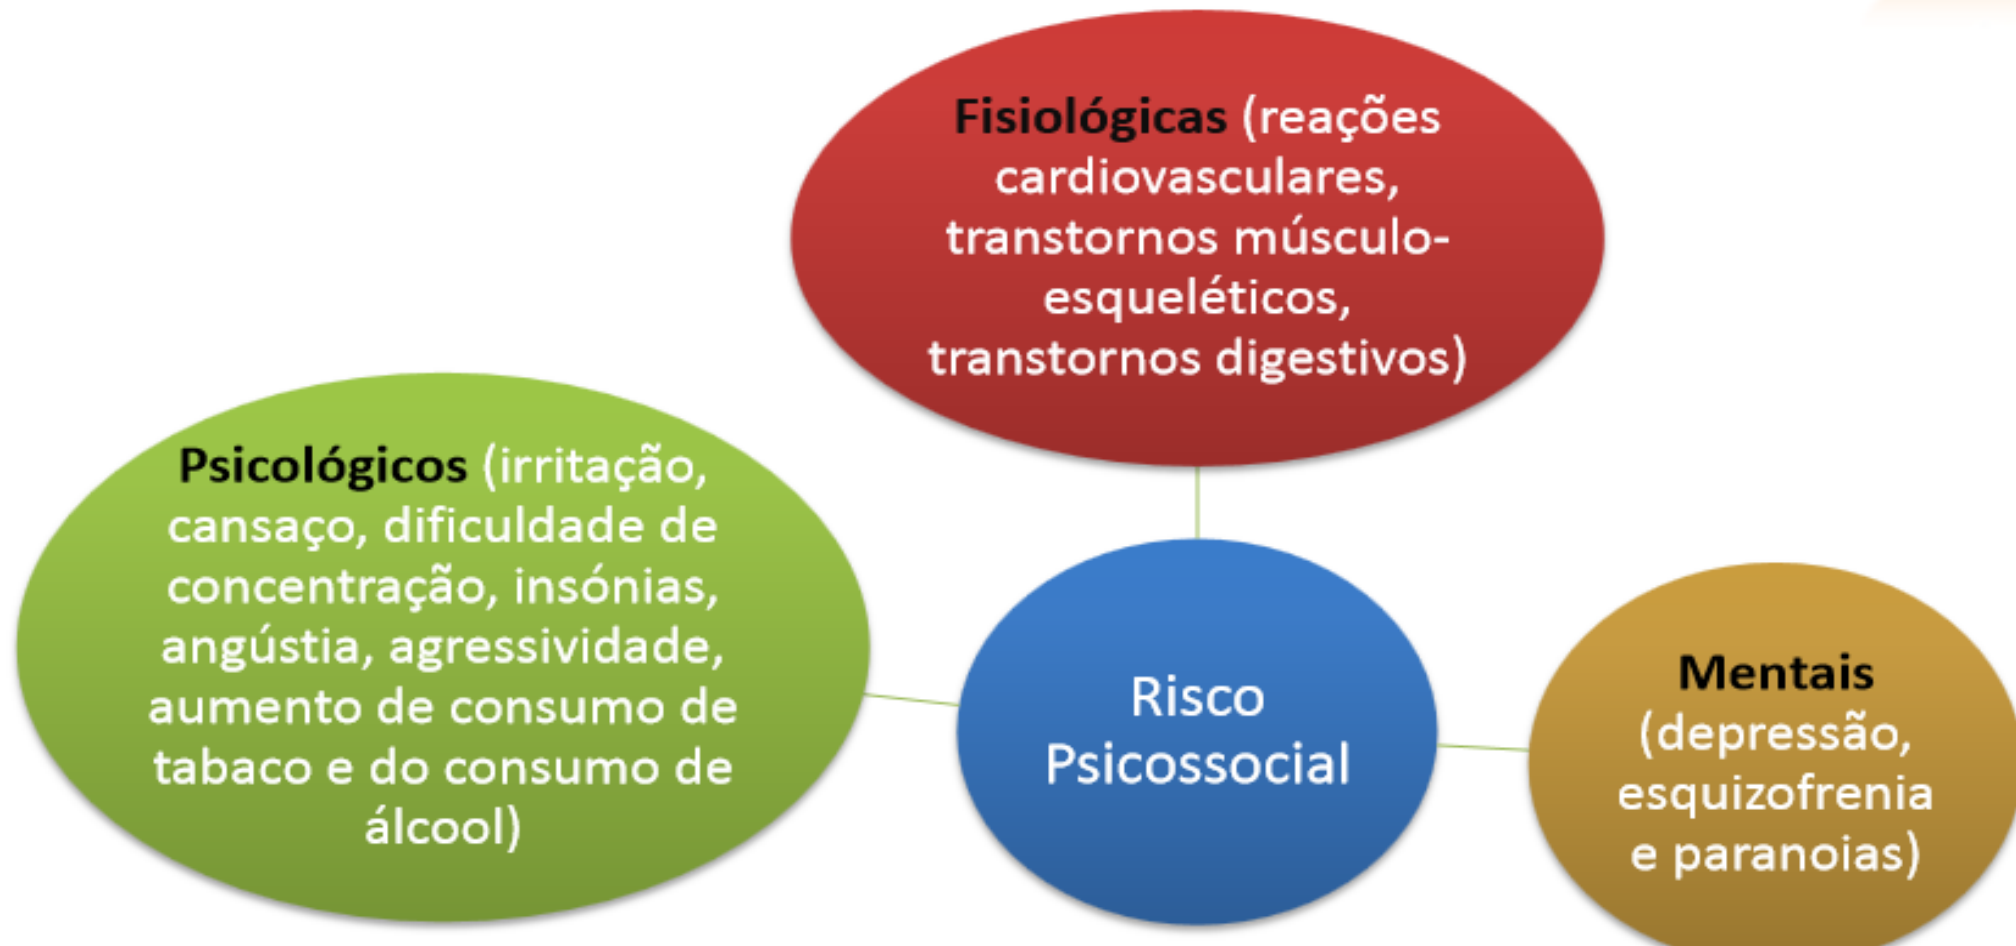 Fisiológicas (reações
cardiovasculares,
transtornos músculo-
esqueléticos,
transtornos digestivos)
Psicológicos (irritação,
cansaço, dificuldade de
concentração, insónias,
angústia, agressividade,
aumento de consumo de
tabaco e do consumo de
álcool)
Risco
Psicossocial
Mentais
(depressão,
esquizofrenia
e paranoias)